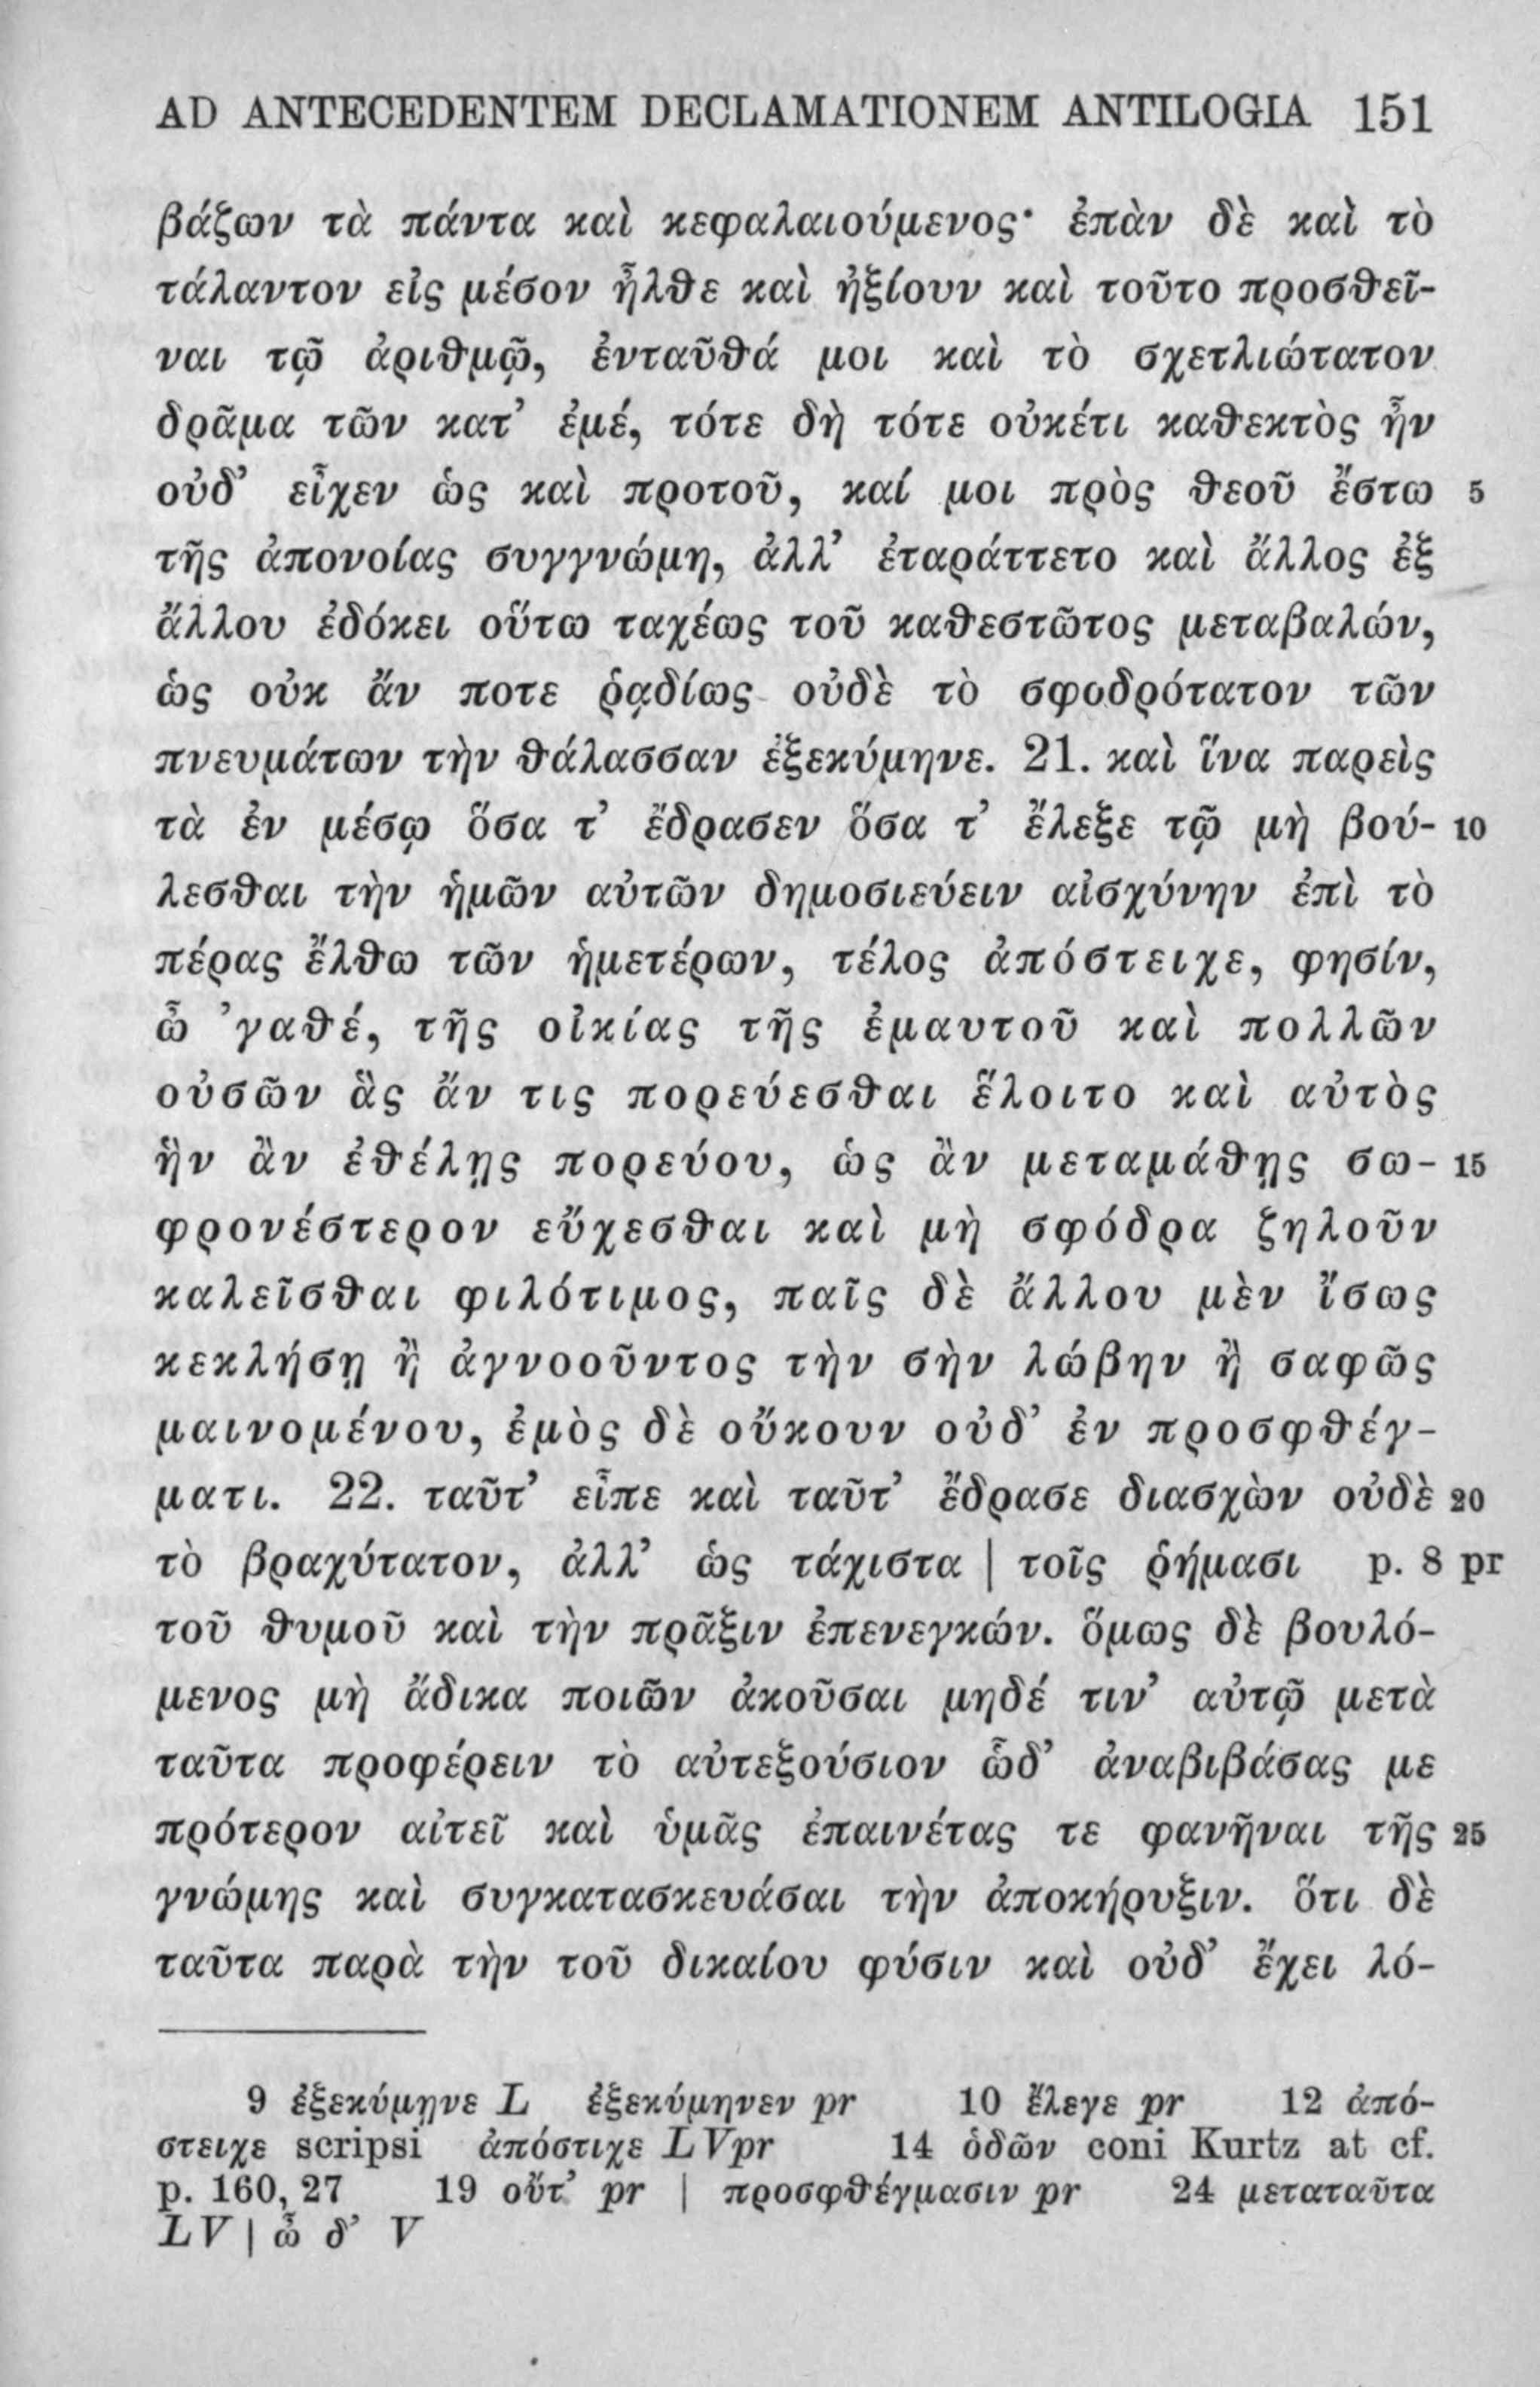 AD ANTECEDENTEM DECLAMATIONEM ANTILOGIA 151
βάζων τὰ πάντα καὶ κεφαλαιούμενος· ἐπὰν δὲ καὶ τὸ
τάλαντον εἰς μέσον ἦλθε καὶ ἠξίουν καὶ τοῦτο προσθεῖ-
ναι τῷ ἀριθμῷ, ἐνταῦθά μοι καὶ τὸ σχετλιώτατον
δρᾶμα τῶν κατ’ ἐμέ, τότε δὴ τότε οὐκέτι καθεκτὸς ἦν
οὐδ’ εἶχεν ὡς καὶ προτοῦ, καί μοι πρὸς θεοῦ ἔστω 5
τῆς ἀπονοίας συγγνώμη, ἀλλ’ ἐταράττετο καὶ ἄλλος ἐξ
ἄλλου ἐδόκει οὕτω ταχέως τοῦ καθεστῶτος μεταβαλών,
ὡς οὐκ ἄν ποτε ῥᾳδίως οὐδὲ τὸ σφοδρότατον τῶν
πνευμάτων τὴν θάλασσαν ἐξεκύμηνε. 21. καὶ ἵνα παρεὶς
τὰ ἐν μέσῳ ὅσα τ’ ἔδρασεν ὅσα τ’ ἔλεξε τῷ μὴ βού- 10
λεσθαι τὴν ἡμῶν αὐτῶν δημοσιεύειν αἰσχύνην ἐπὶ τὸ
πέρας ἔλθω τῶν ἡμετέρων, τέλος ἀπόστειχε, φησίν,
ὦ ’γαθέ, τῆς οἰκίας τῆς ἐμαυτοῦ καὶ πολλῶν
οὐσῶν ἃς ἄν τις πορεύεσθαι ἕλοιτο καὶ αὐτὸς
ἣν ἂν ἐθέλῃς πορεύου, ὡς ἂν μεταμάθῃς σω- 15
φρονέστερον εὔχεσθαι καὶ μὴ σφόδρα ζηλοῦν
καλεῖσθαι φιλότιμος, παῖς δὲ ἄλλου μὲν ἴσως
κεκλήσῃ ἢ ἀγνοοῦντος τὴν σὴν λώβην ἢ σαφῶς
μαινομένου, ἐμὸς δὲ οὔκουν οὐδ’ ἐν προσφθέγ-
ματι. 22. ταῦτ’ εἶπε καὶ ταῦτ’ ἔδρασε διασχὼν οὐδὲ 20
τὸ βραχύτατον, ἀλλ’ ὡς τάχιστα | τοῖς ῥήμασι p. 8 pr
τοῦ θυμοῦ καὶ τὴν πρᾶξιν ἐπενεγκών. ὅμως δὲ βουλό-
μενος μὴ ἄδικα ποιῶν ἀκοῦσαι μηδέ τιν’ αὐτῷ μετὰ
ταῦτα προφέρειν τὸ αὐτεξούσιον ὧδ’ ἀναβιβάσας με
πρότερον αἰτεῖ καὶ ὑμᾶς ἐπαινέτας τε φανῆναι τῆς 25
γνώμης καὶ συγκατασκευάσαι τὴν ἀποκήρυξιν. ὅτι δὲ
ταῦτα παρὰ τὴν τοῦ δικαίου φύσιν καὶ οὐδ’ ἔχει λό-
9 ἐξεκύμῃνε L ἐξεκύμηνεν pr 10 ἔλεγε pr 12 ἀπό-
στειχε scripsi ἀπόστιχε LVpr 14 ὁδῶν coni Kurtz at cf.
p. 160, 27 19 οὔτ’ pr | προσφθέγμασιν pr 24 μεταταῦτα
LV | ὦ δ’ V